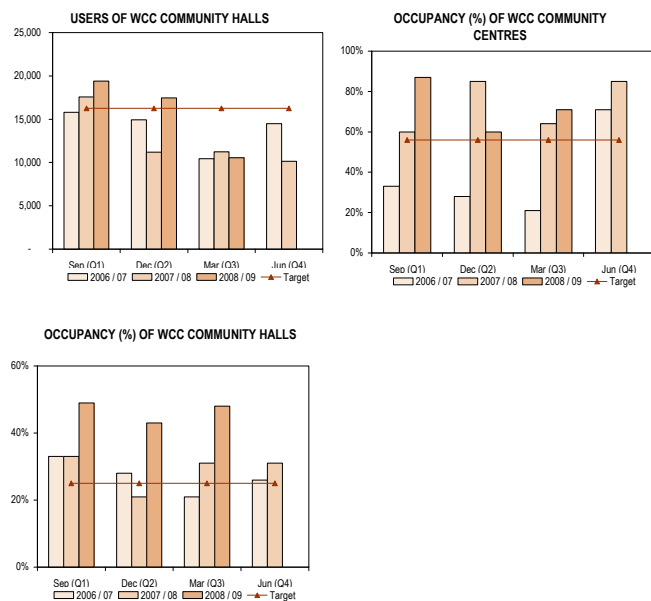 USERS OF WCC COMMUNITY HALLS
25,000
20,000
15,000
10,000
5,000
-
Sep (Q1) Dec (Q2) Mar (Q3) Jun (Q4)
2006 / 07 2007 / 08 2008 / 09 Target
OCCUPANCY (%) OF WCC COMMUNITY
CENTRES
100%
80%
60%
40%
20%
0%
Sep (Q1) Dec (Q2) Mar (Q3) Jun (Q4)
2006 / 07 2007 / 08 2008 / 09 Target
OCCUPANCY (%) OF WCC COMMUNITY HALLS
60%
40%
20%
0%
Sep (Q1) Dec (Q2) Mar (Q3) Jun (Q4)
2006 / 07 2007 / 08 2008 / 09 Target